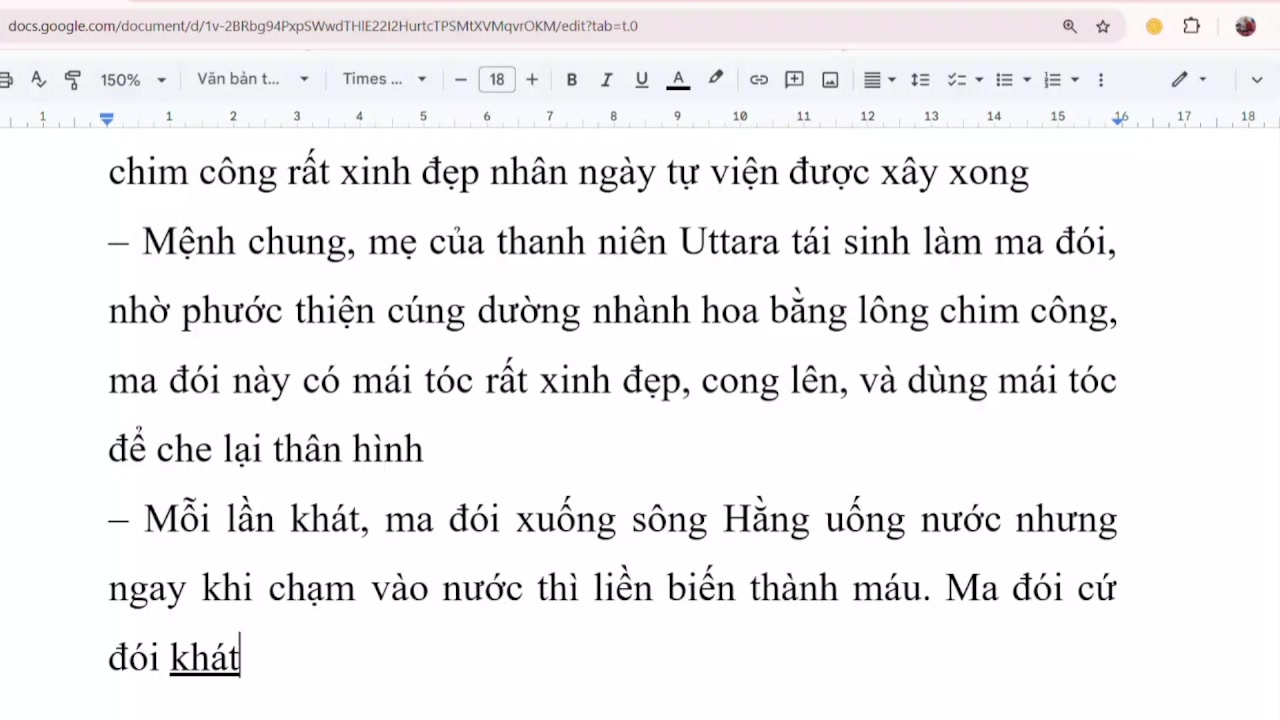 docs.google.com/document/d/1v-2BRbg94PxpSWwdTHlE22I2HurtcTPSMtXVMqvrOKM/edit?tab=t.0
150% Văn bản t... Times ... 18 B I U A
1 1 2 3 4 5 6 7 8 9 10 11 12 13 14 15 16 17 18
chim công rất xinh đẹp nhân ngày tự viện được xây xong
– Mệnh chung, mẹ của thanh niên Uttara tái sinh làm ma đói,
nhờ phước thiện cúng dường nhành hoa bằng lông chim công,
ma đói này có mái tóc rất xinh đẹp, cong lên, và dùng mái tóc
để che lại thân hình
– Mỗi lần khát, ma đói xuống sông Hằng uống nước nhưng
ngay khi chạm vào nước thì liền biến thành máu. Ma đói cứ
đói khát